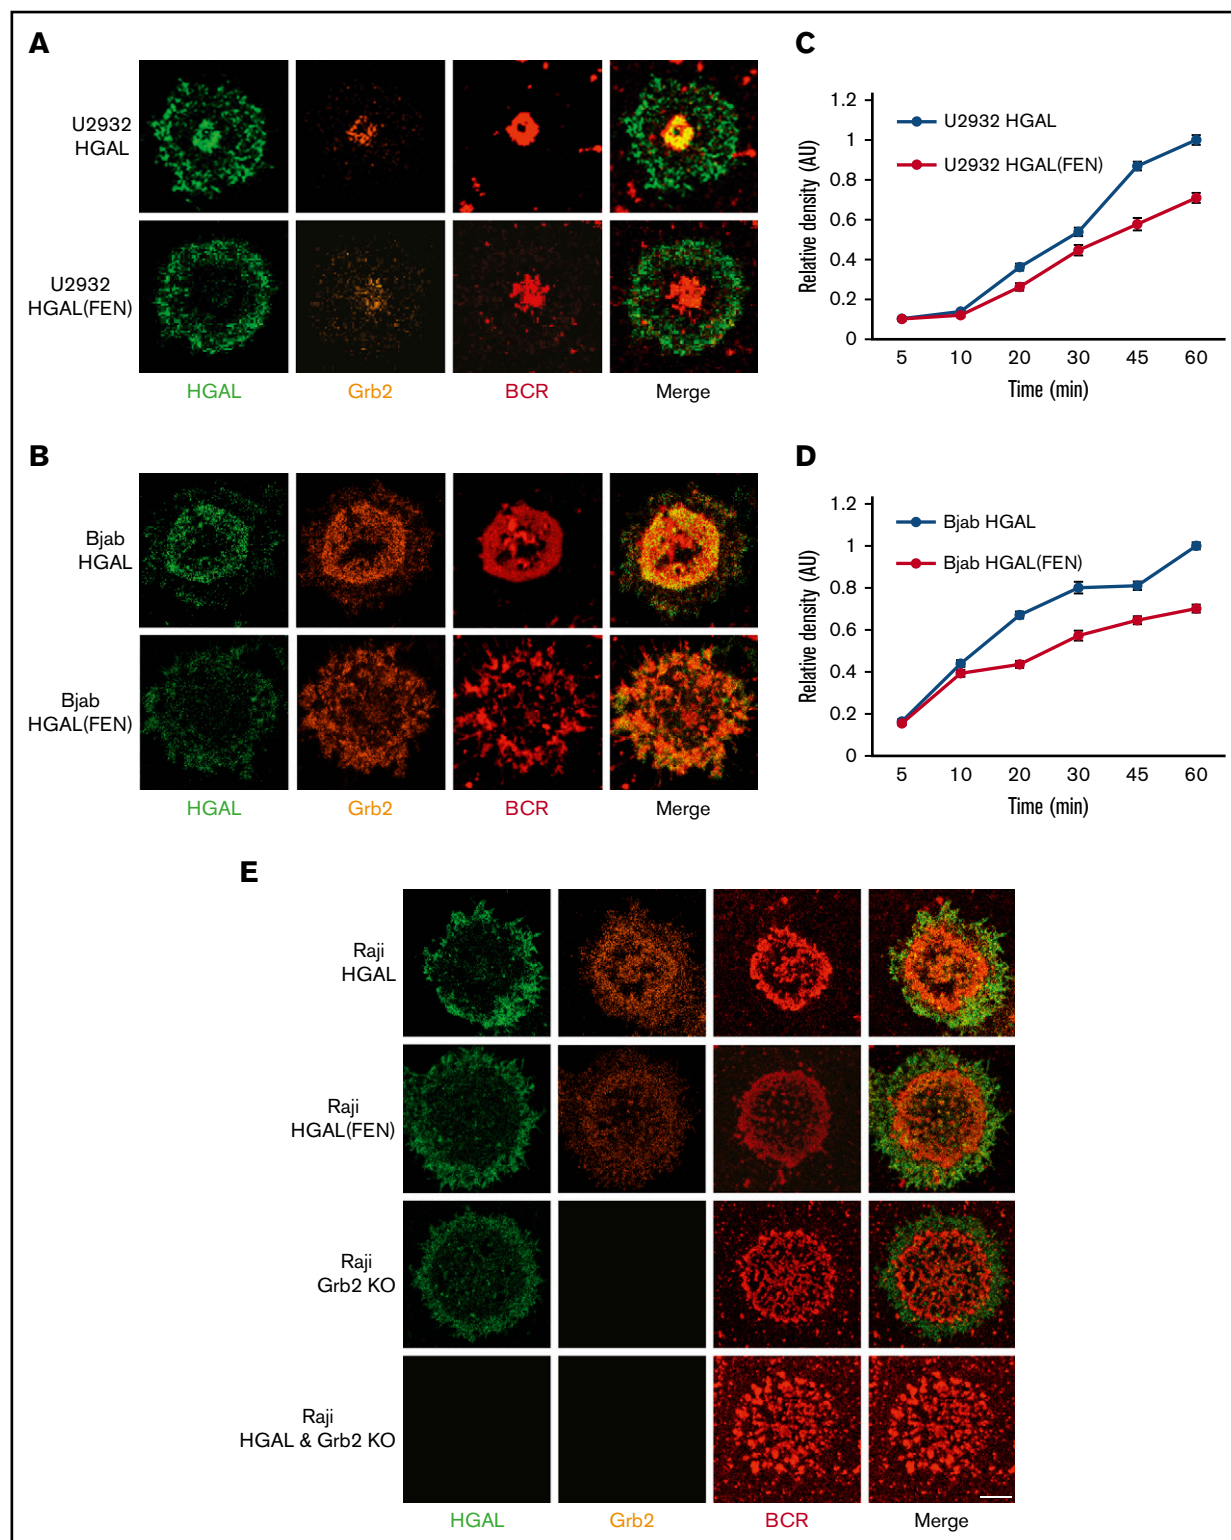 A
U2932
HGAL
U2932
HGAL(FEN)
HGAL Grb2 BCR Merge
C
1.2
1
0.8
0.6
0.4
0.2
0
Relative density (AU)
U2932 HGAL
U2932 HGAL(FEN)
5 10 20 30 45 60
Time (min)
B
Bjab
HGAL
Bjab
HGAL(FEN)
HGAL Grb2 BCR Merge
D
1.2
1
0.8
0.6
0.4
0.2
0
Relative density (AU)
Bjab HGAL
Bjab HGAL(FEN)
5 10 20 30 45 60
Time (min)
E
Raji
HGAL
Raji
HGAL(FEN)
Raji
Grb2 KO
Raji
HGAL & Grb2 KO
HGAL Grb2 BCR Merge